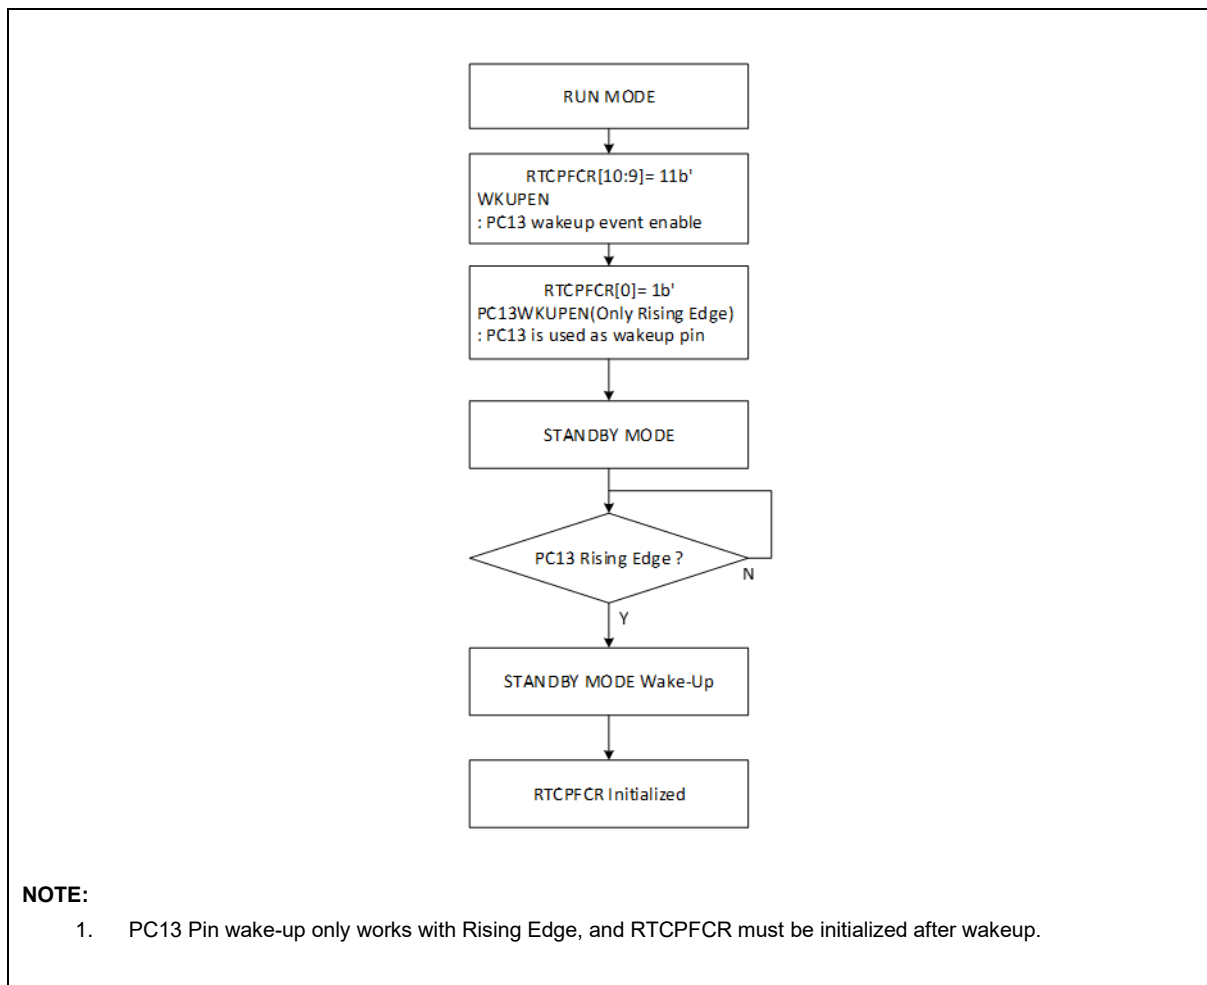 RUN MODE
RTCPFCR[10:9]= 11b'
WKUPEN
: PC13 wakeup event enable
RTCPFCR[0]= 1b'
PC13WKUPEN(Only Rising Edge)
: PC13 is used as wakeup pin
STANDBY MODE
PC13 Rising Edge ?
N
Y
STANDBY MODE Wake-Up
RTCPFCR Initialized
NOTE:
1. PC13 Pin wake-up only works with Rising Edge, and RTCPFCR must be initialized after wakeup.